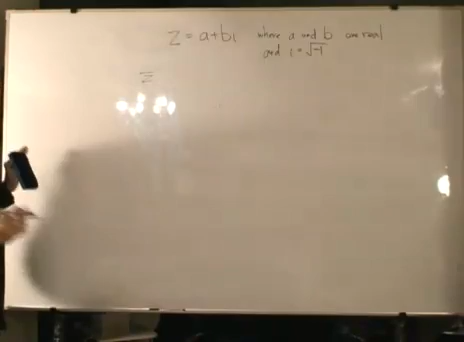 z = a+bi where a and b are real
and i = √-1
z̅